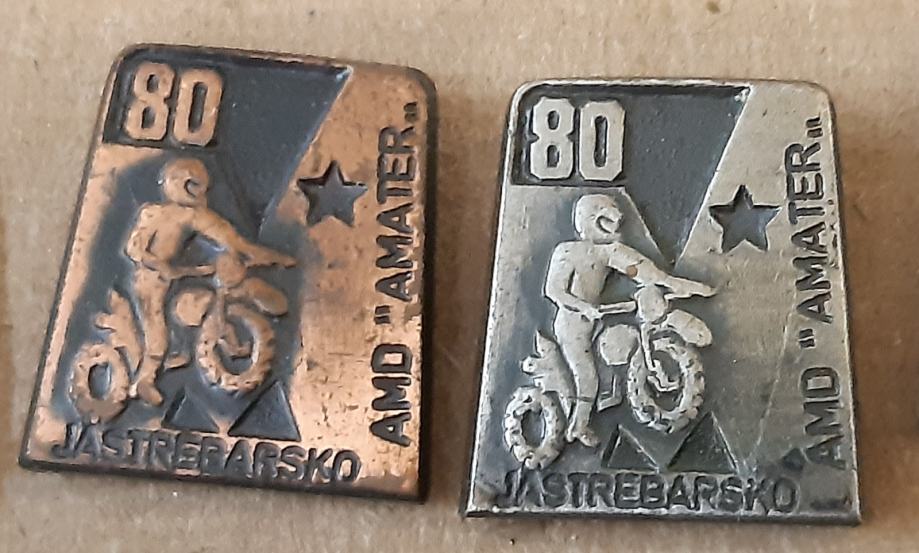 80
AMD "AMATER"
JASTREBARSKO
80
AMD "AMATER"
JASTREBARSKO